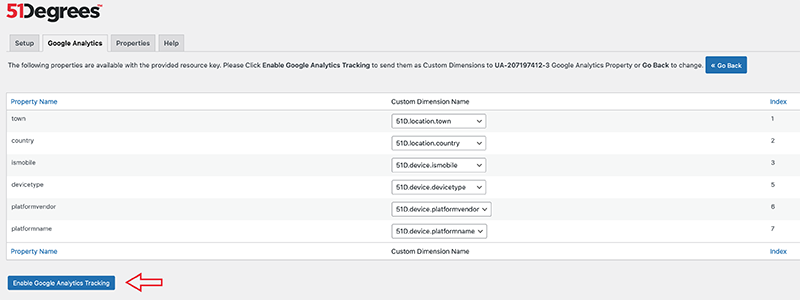 51Degrees™
Setup Google Analytics Properties Help
The following properties are available with the provided resource key. Please Click Enable Google Analytics Tracking to send them as Custom Dimensions to UA-207197412-3 Google Analytics Property or Go Back to change. « Go Back
Property Name Custom Dimension Name Index
town 51D.location.town 1
country 51D.location.country 2
ismobile 51D.device.ismobile 3
devicetype 51D.device.devicetype 5
platformvendor 51D.device.platformvendor 6
platformname 51D.device.platformname 7
Property Name Custom Dimension Name Index
Enable Google Analytics Tracking